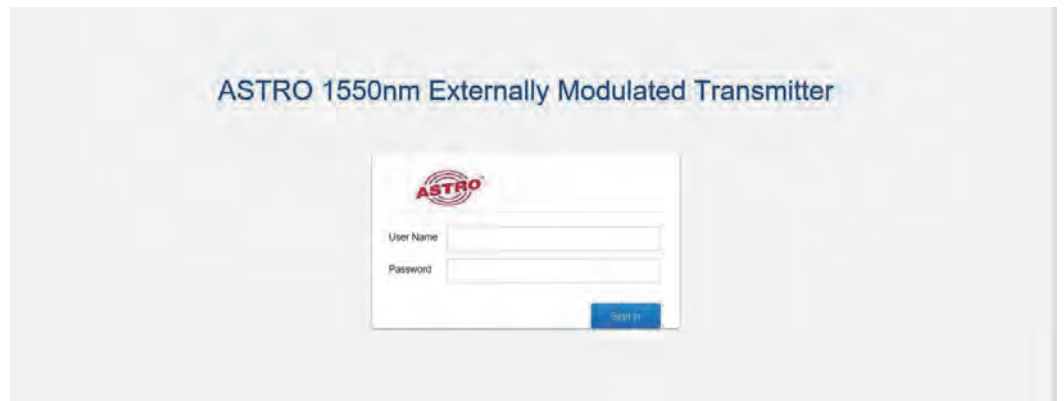 ASTRO 1550nm Externally Modulated Transmitter
ASTRO
User Name
Password
Sign in